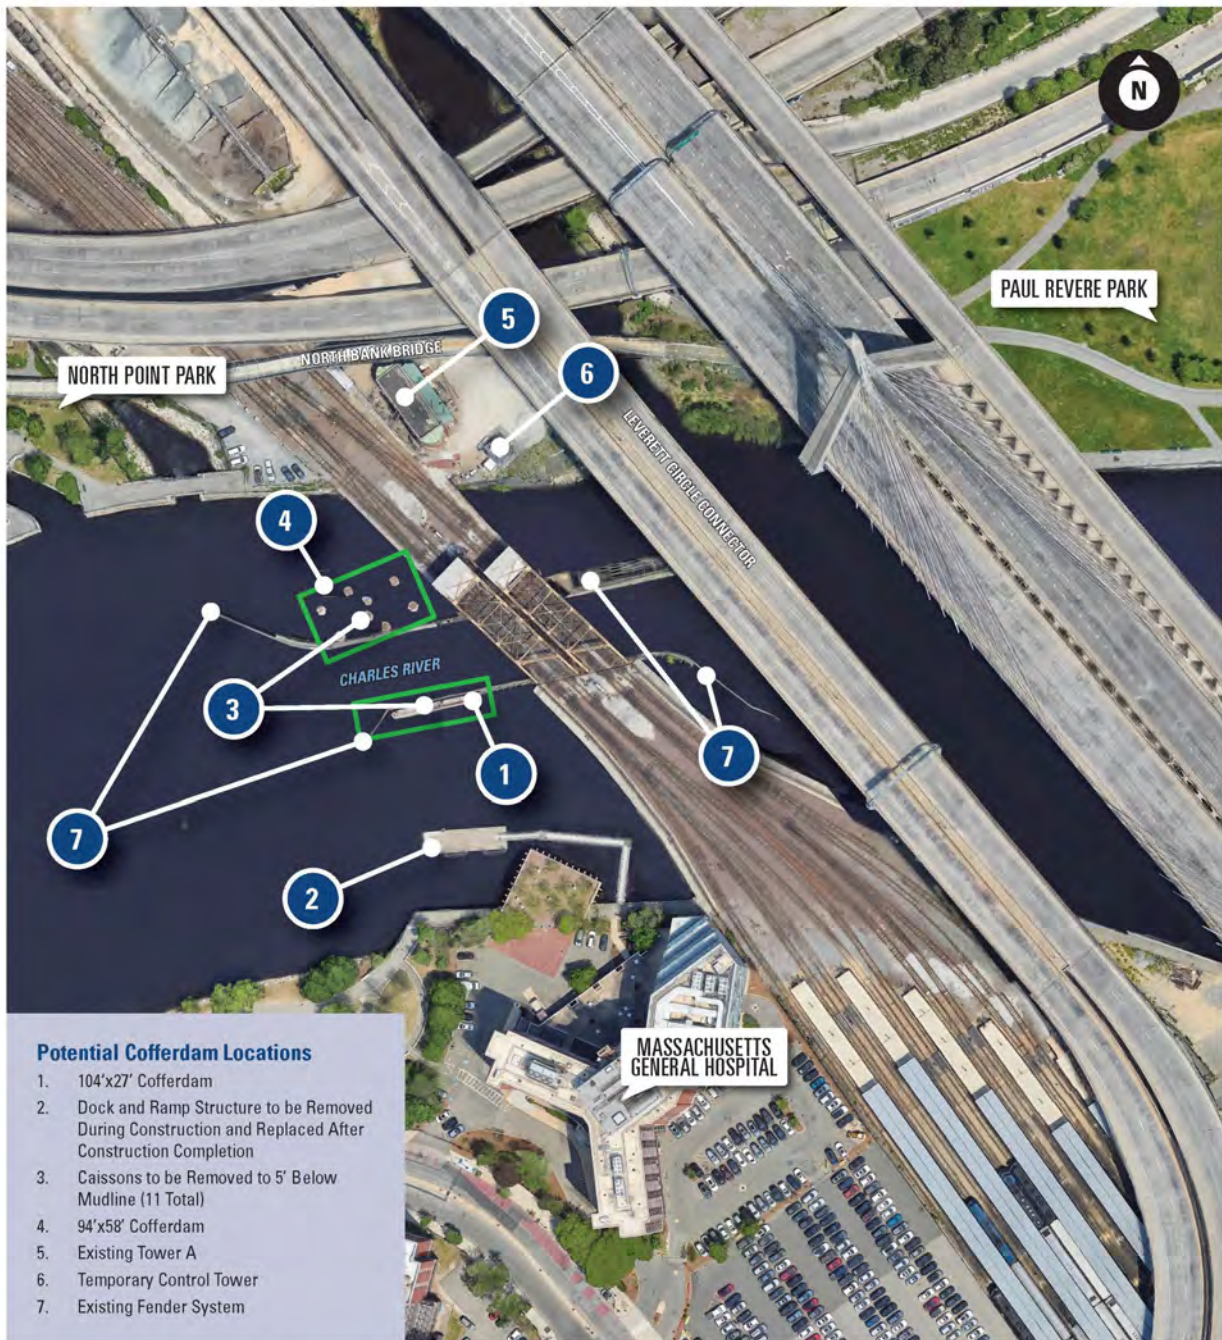 N
PAUL REVERE PARK
5
NORTH BANK BRIDGE
NORTH POINT PARK
6
LEVERETT CIRCLE CONNECTOR
4
CHARLES RIVER
3
7
1
7
2
MASSACHUSETTS
GENERAL HOSPITAL
Potential Cofferdam Locations
1. 104'x27' Cofferdam
2. Dock and Ramp Structure to be Removed
During Construction and Replaced After
Construction Completion
3. Caissons to be Removed to 5' Below
Mudline (11 Total)
4. 94'x58' Cofferdam
5. Existing Tower A
6. Temporary Control Tower
7. Existing Fender System